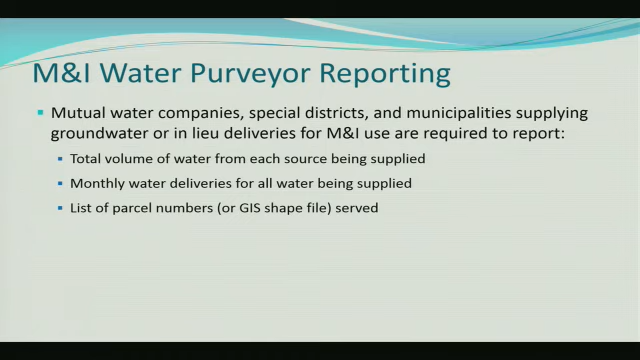 M&I Water Purveyor Reporting
Mutual water companies, special districts, and municipalities supplying
groundwater or in lieu deliveries for M&I use are required to report:
Total volume of water from each source being supplied
Monthly water deliveries for all water being supplied
List of parcel numbers (or GIS shape file) served